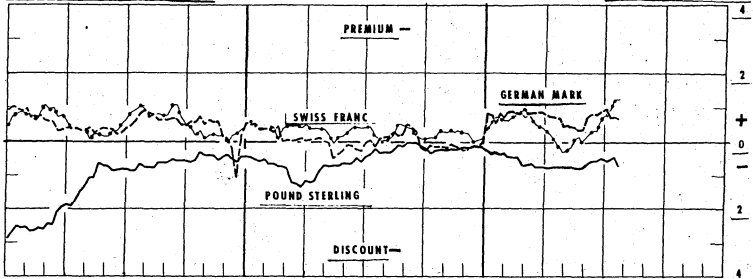 4
PREMIUM —
2
GERMAN MARK
SWISS FRANC
+
0
—
POUND STERLING
2
DISCOUNT—
4